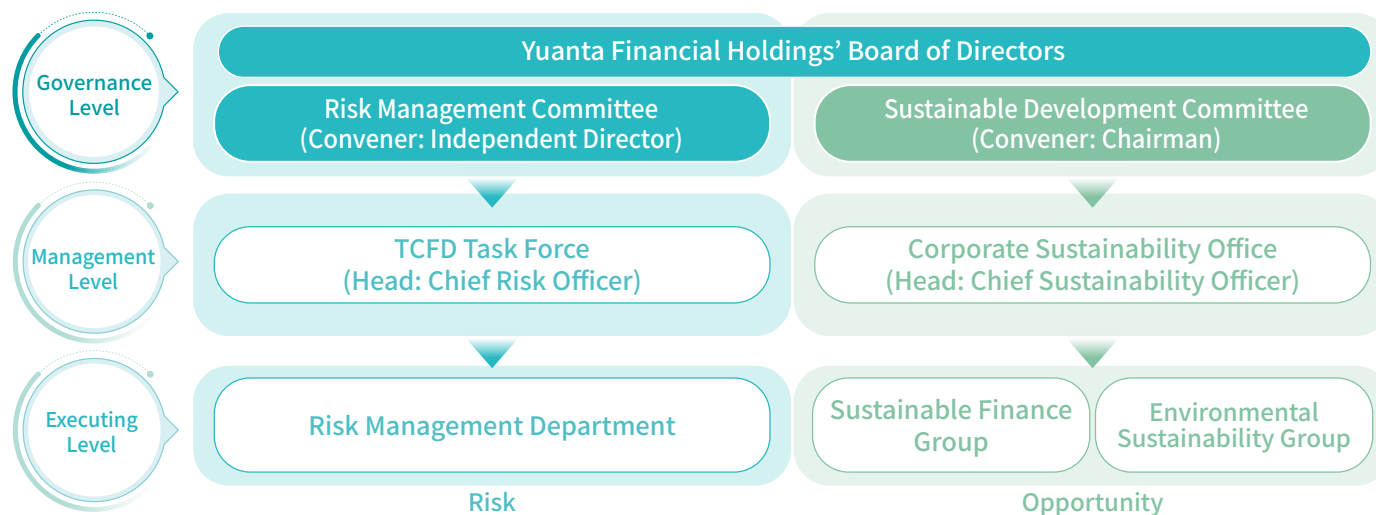 Governance
Level
Yuanta Financial Holdings’ Board of Directors
Risk Management Committee
(Convener: Independent Director)
Sustainable Development Committee
(Convener: Chairman)
Management
Level
TCFD Task Force
(Head: Chief Risk Officer)
Corporate Sustainability Office
(Head: Chief Sustainability Officer)
Executing
Level
Risk Management Department
Sustainable Finance
Group
Environmental
Sustainability Group
Risk
Opportunity